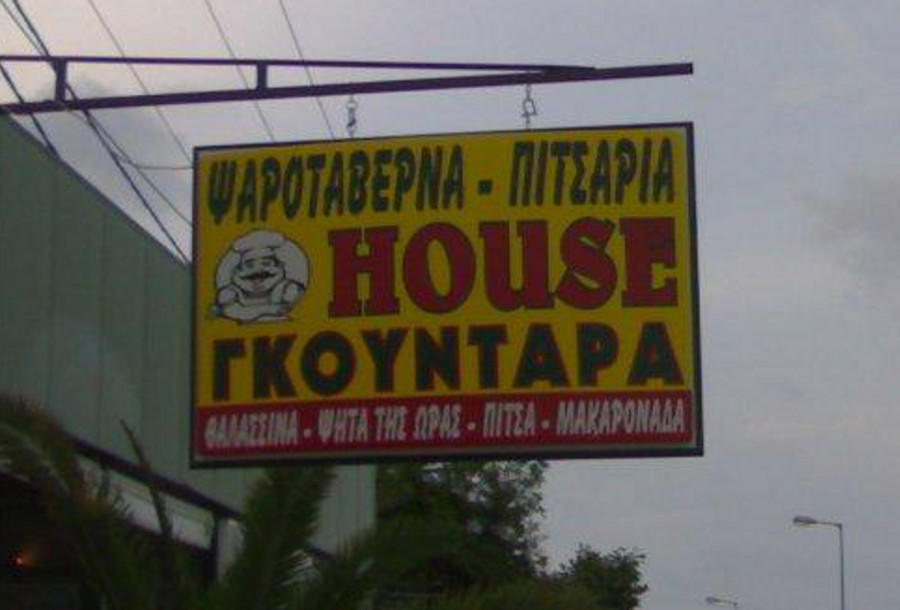 ΨΑΡΟΤΑΒΕΡΝΑ - ΠΙΤΣΑΡΙΑ
HOUSE
ΓΚΟΥΝΤΑΡΑ
ΘΑΛΑΣΣΙΝΑ - ΨΗΤΑ ΤΗΣ ΩΡΑΣ - ΠΙΤΣΑ - ΜΑΚΑΡΟΝΑΔΑ